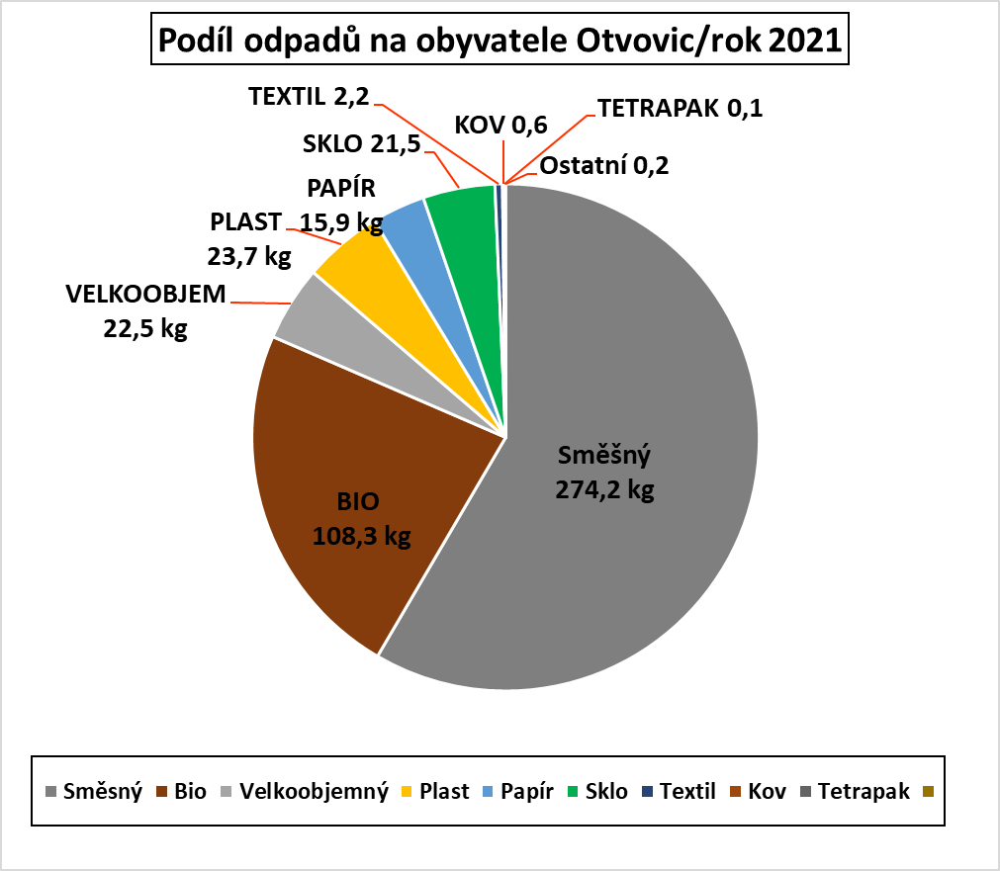 Podíl odpadů na obyvatele Otvovic/rok 2021
TEXTIL 2,2
KOV 0,6
TETRAPAK 0,1
SKLO 21,5
Ostatní 0,2
PAPÍR
15,9 kg
PLAST
23,7 kg
VELKOOBJEM
22,5 kg
Směšný
274,2 kg
BIO
108,3 kg
Směsný Bio Velkoobjemný Plast Papír Sklo Textil Kov Tetrapak